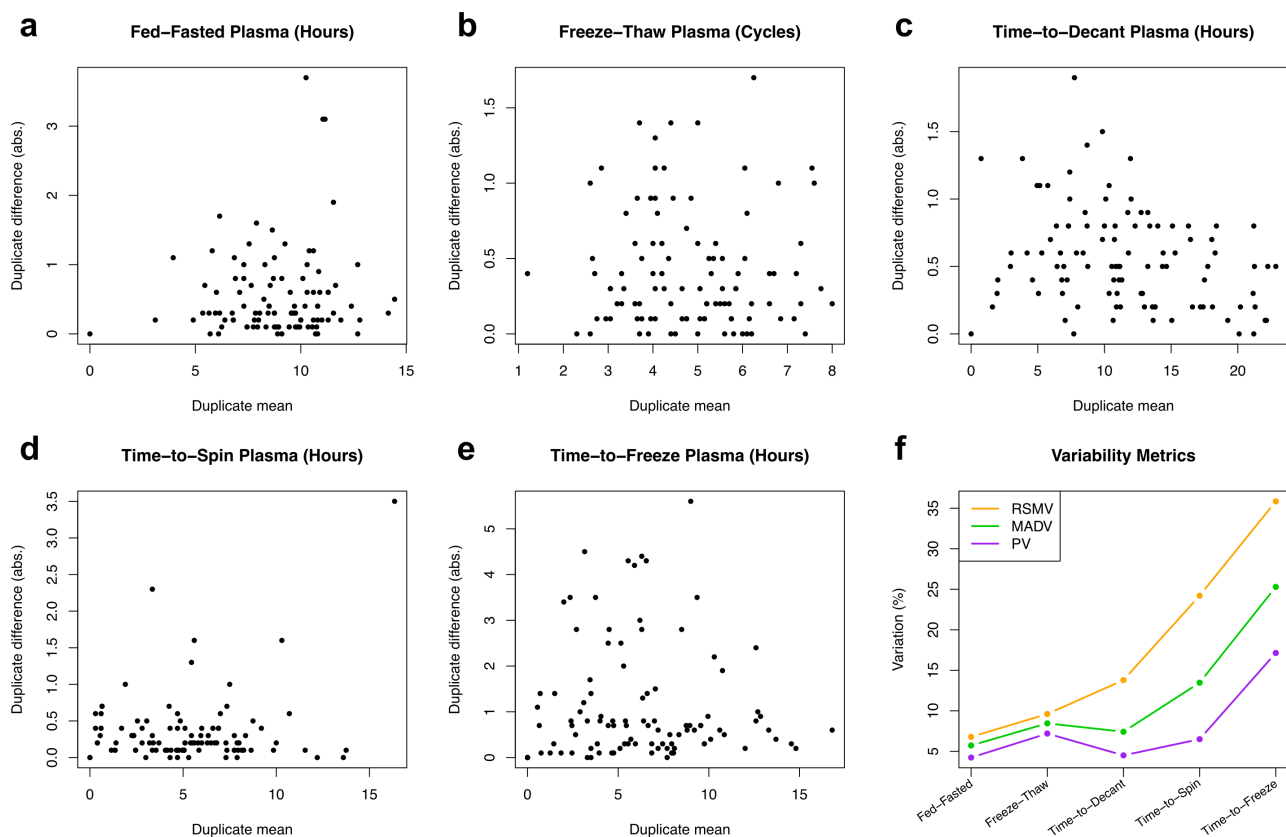 a
Fed−Fasted Plasma (Hours)
Duplicate difference (abs.)
3
2
1
0
0 5 10 15
Duplicate mean
b
Freeze−Thaw Plasma (Cycles)
Duplicate difference (abs.)
1.5
1.0
0.5
0.0
1 2 3 4 5 6 7 8
Duplicate mean
c
Time−to−Decant Plasma (Hours)
Duplicate difference (abs.)
1.5
1.0
0.5
0.0
0 5 10 15 20
Duplicate mean
d
Time−to−Spin Plasma (Hours)
Duplicate difference (abs.)
3.5
3.0
2.5
2.0
1.5
1.0
0.5
0.0
0 5 10 15
Duplicate mean
e
Time−to−Freeze Plasma (Hours)
Duplicate difference (abs.)
5
4
3
2
1
0
0 5 10 15
Duplicate mean
f
Variability Metrics
RSMV
MADV
PV
Variation (%)
35
30
25
20
15
10
5
Fed−Fasted
Freeze−Thaw
Time−to−Decant
Time−to−Spin
Time−to−Freeze